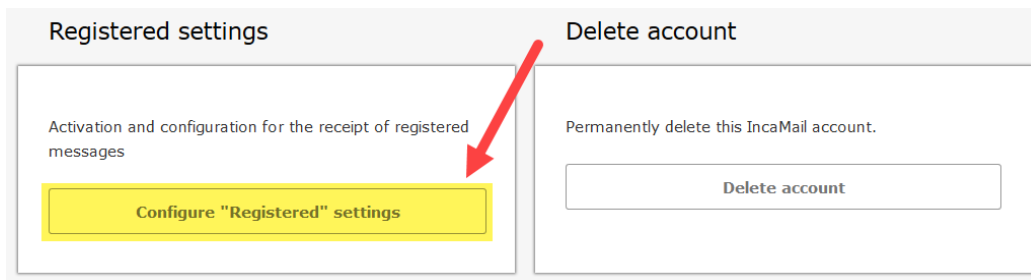 Registered settings
Activation and configuration for the receipt of registered
messages
Configure "Registered" settings
Delete account
Permanently delete this IncaMail account.
Delete account